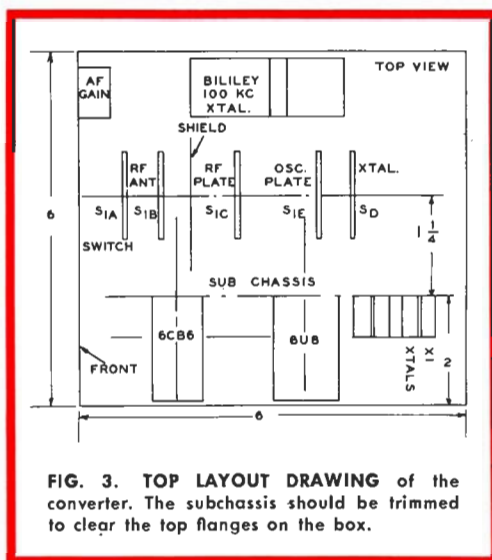 TOP VIEW
AF
GAIN
BILILEY
100 KC
XTAL.
SHIELD
RF
ANT
RF
PLATE
OSC.
PLATE
XTAL.
S1A
S1B
S1C
S1E
SD
SWITCH
1 1/4
6
SUB CHASSIS
6CB6
6U8
X1
XTALS
2
FRONT
6
FIG. 3. TOP LAYOUT DRAWING of the
converter. The subchassis should be trimmed
to clear the top flanges on the box.